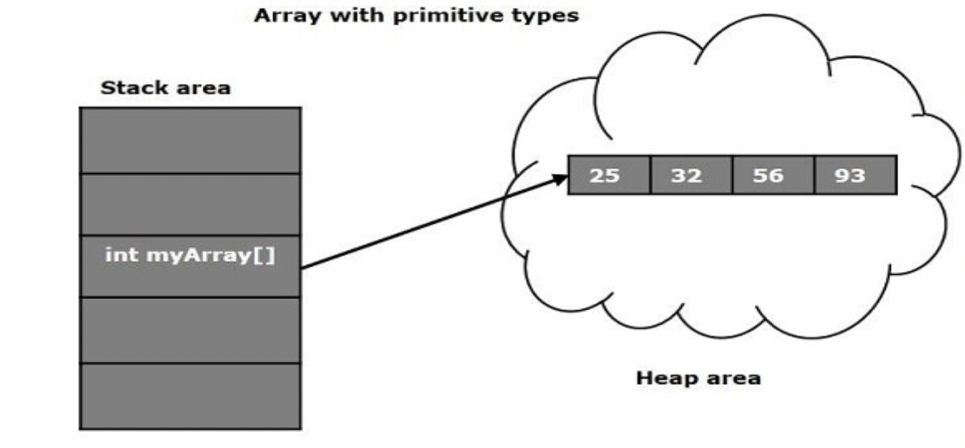 Array with primitive types
Stack area
int myArray[]
25 32 56 93
Heap area